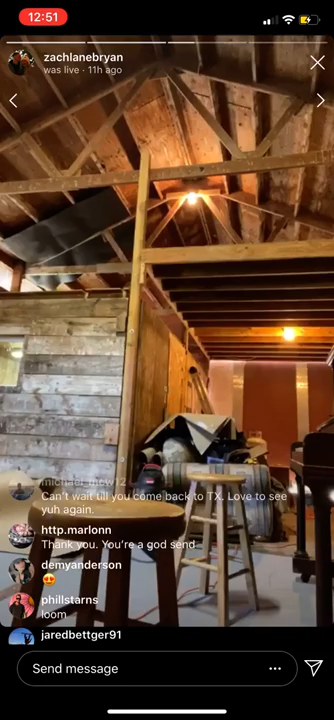 12:51
zachlanebryan
was live · 11h ago
michael_mcw12
Can't wait till you come back to TX. Love to see
yuh again.
http.marlonn
Thank you. You're a god send
demyanderson
😍
phillstarns
loom
jaredbettger91
Send message